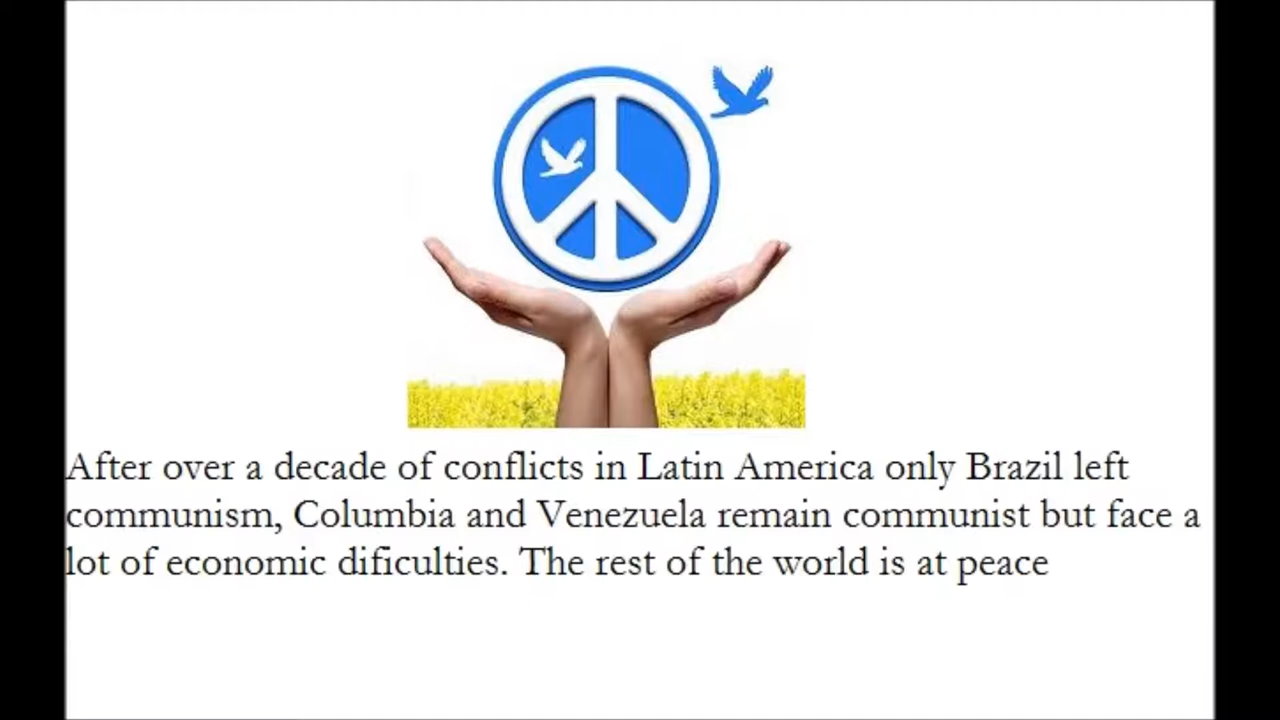 After over a decade of conflicts in Latin America only Brazil left
communism, Columbia and Venezuela remain communist but face a
lot of economic dificulties. The rest of the world is at peace